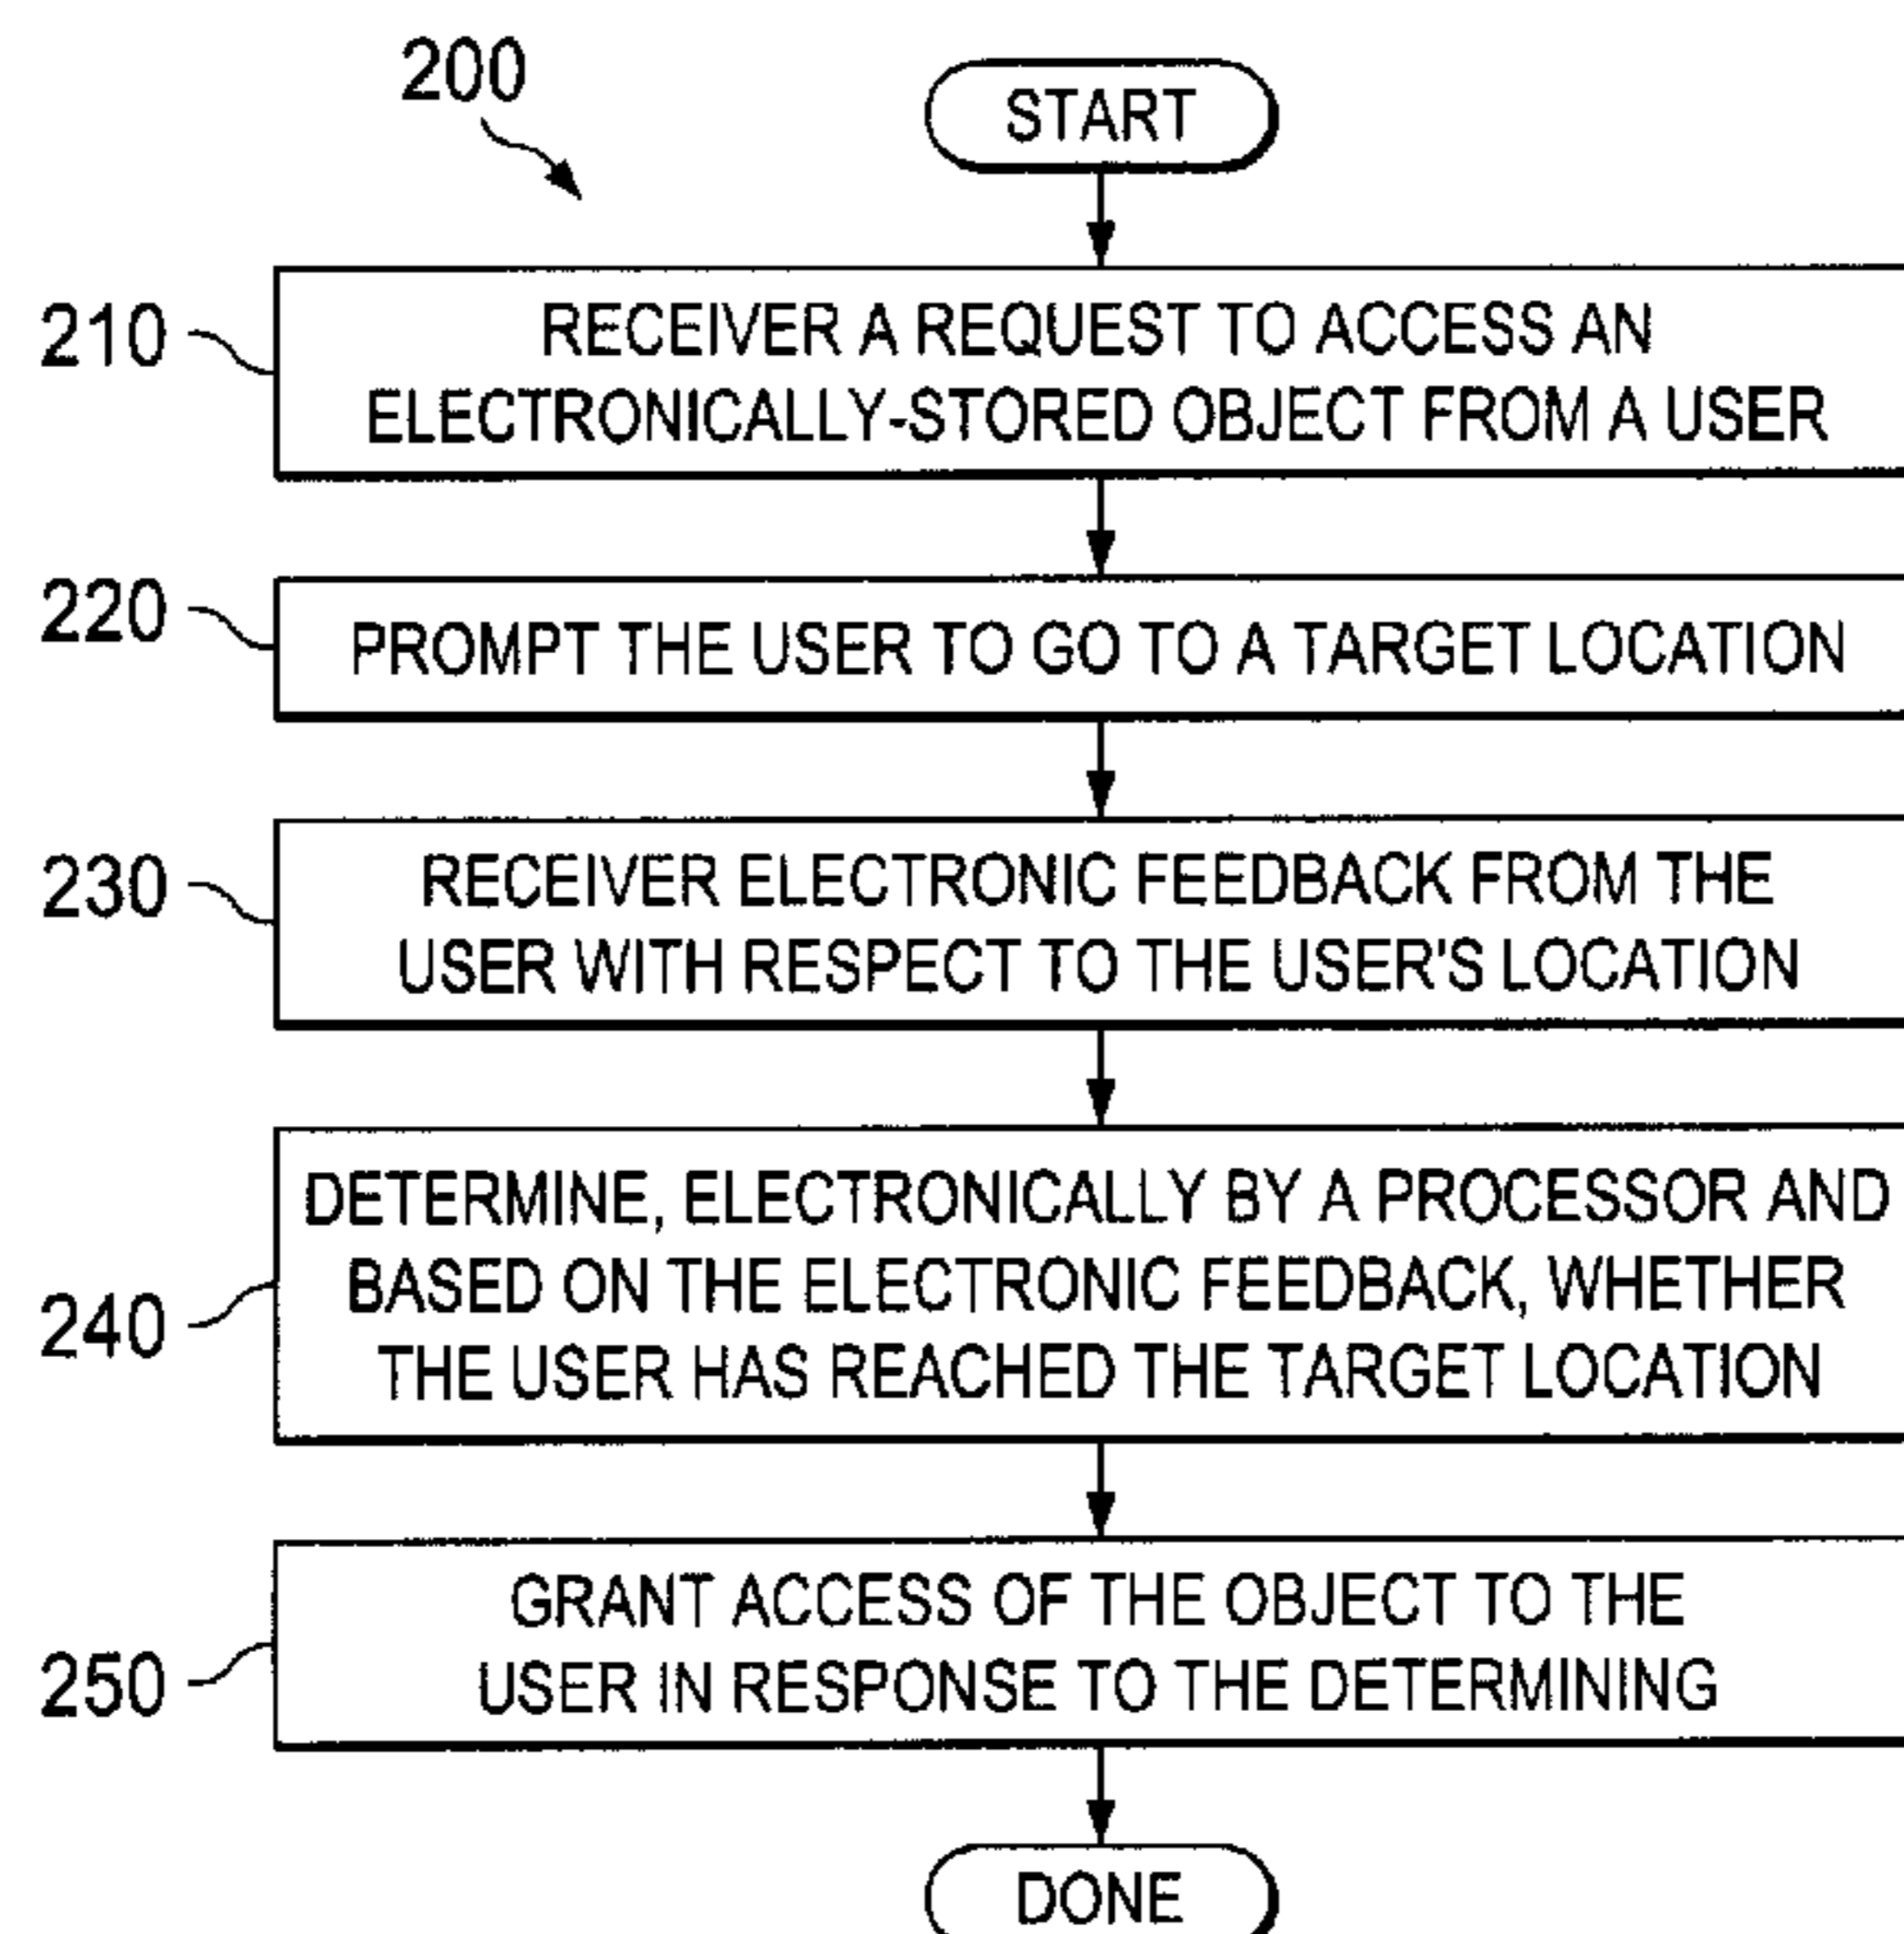 200
START
210
RECEIVER A REQUEST TO ACCESS AN
ELECTRONICALLY-STORED OBJECT FROM A USER
220
PROMPT THE USER TO GO TO A TARGET LOCATION
230
RECEIVER ELECTRONIC FEEDBACK FROM THE
USER WITH RESPECT TO THE USER'S LOCATION
240
DETERMINE, ELECTRONICALLY BY A PROCESSOR AND
BASED ON THE ELECTRONIC FEEDBACK, WHETHER
THE USER HAS REACHED THE TARGET LOCATION
250
GRANT ACCESS OF THE OBJECT TO THE
USER IN RESPONSE TO THE DETERMINING
DONE